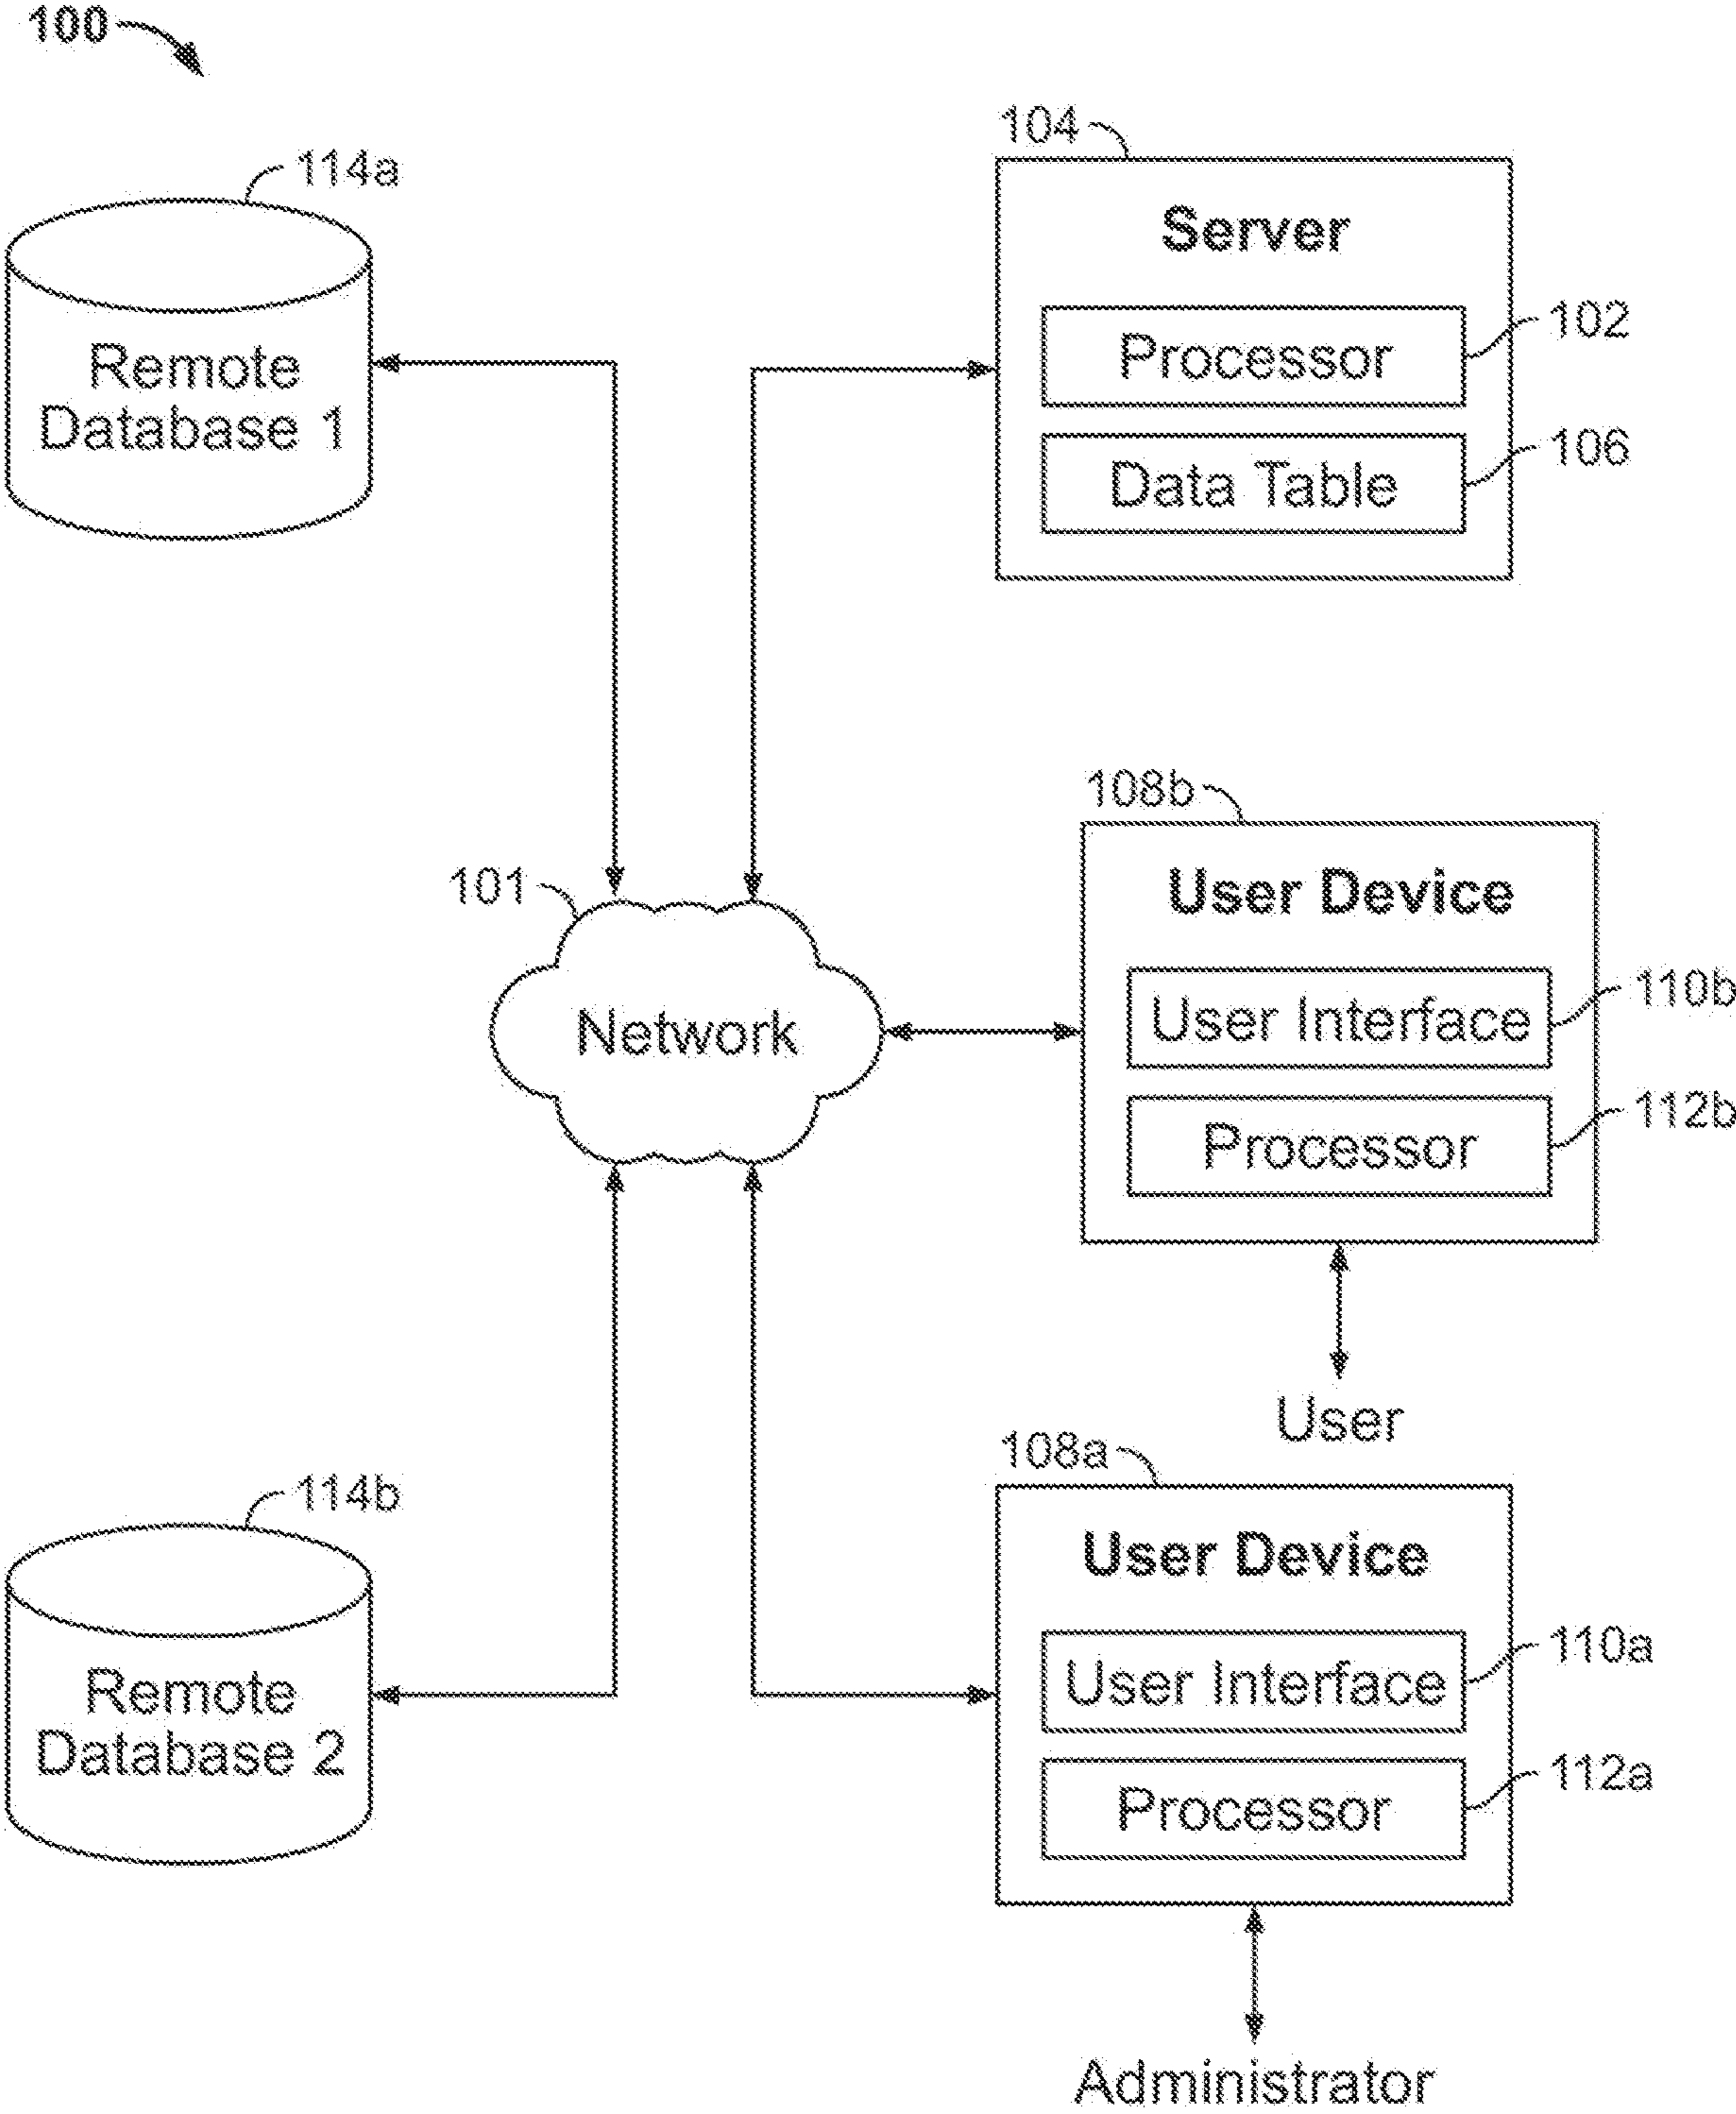 100
104
114a
Server
Processor
102
Remote
Database 1
Data Table
106
108b
101
User Device
User Interface
110b
Network
Processor
112b
User
108a
114b
User Device
User Interface
110a
Remote
Database 2
Processor
112a
Administrator